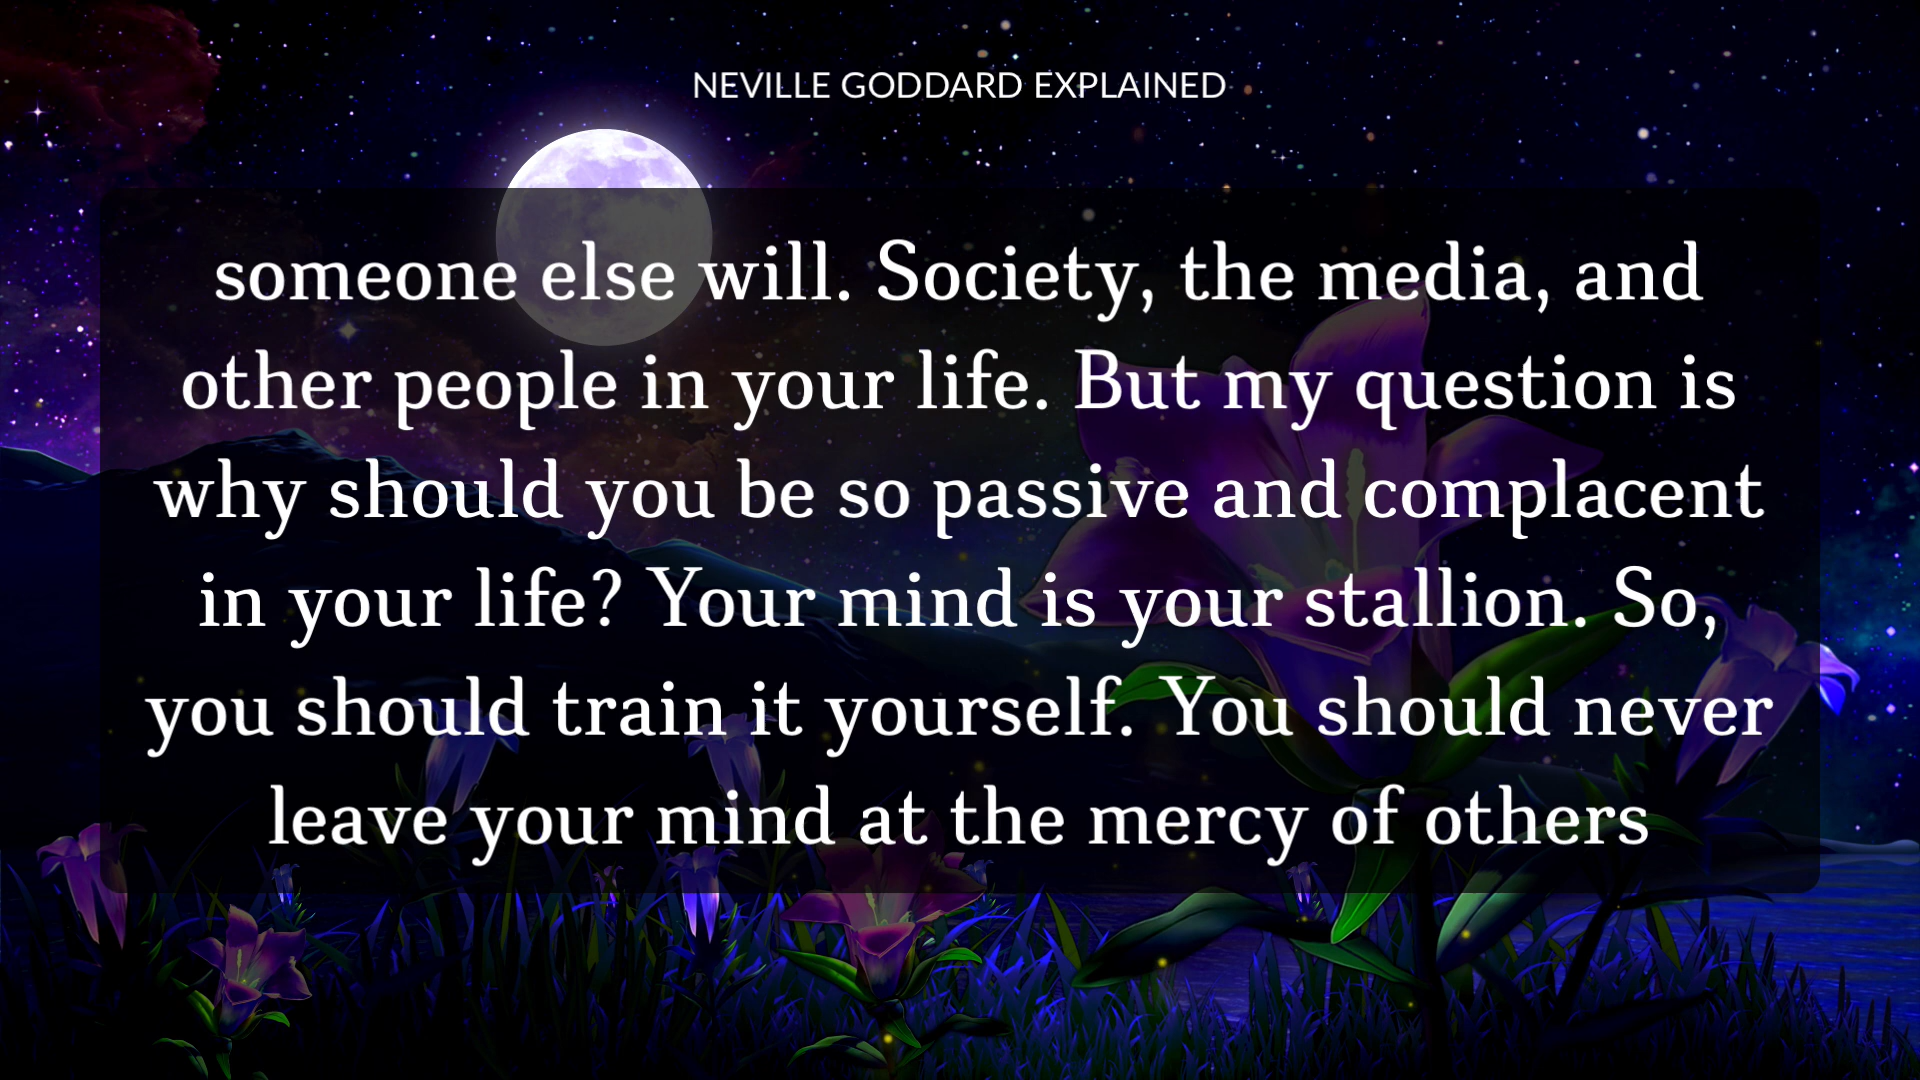 NEVILLE GODDARD EXPLAINED
someone else will. Society, the media, and
other people in your life. But my question is
why should you be so passive and complacent
in your life? Your mind is your stallion. So,
you should train it yourself. You should never
leave your mind at the mercy of others